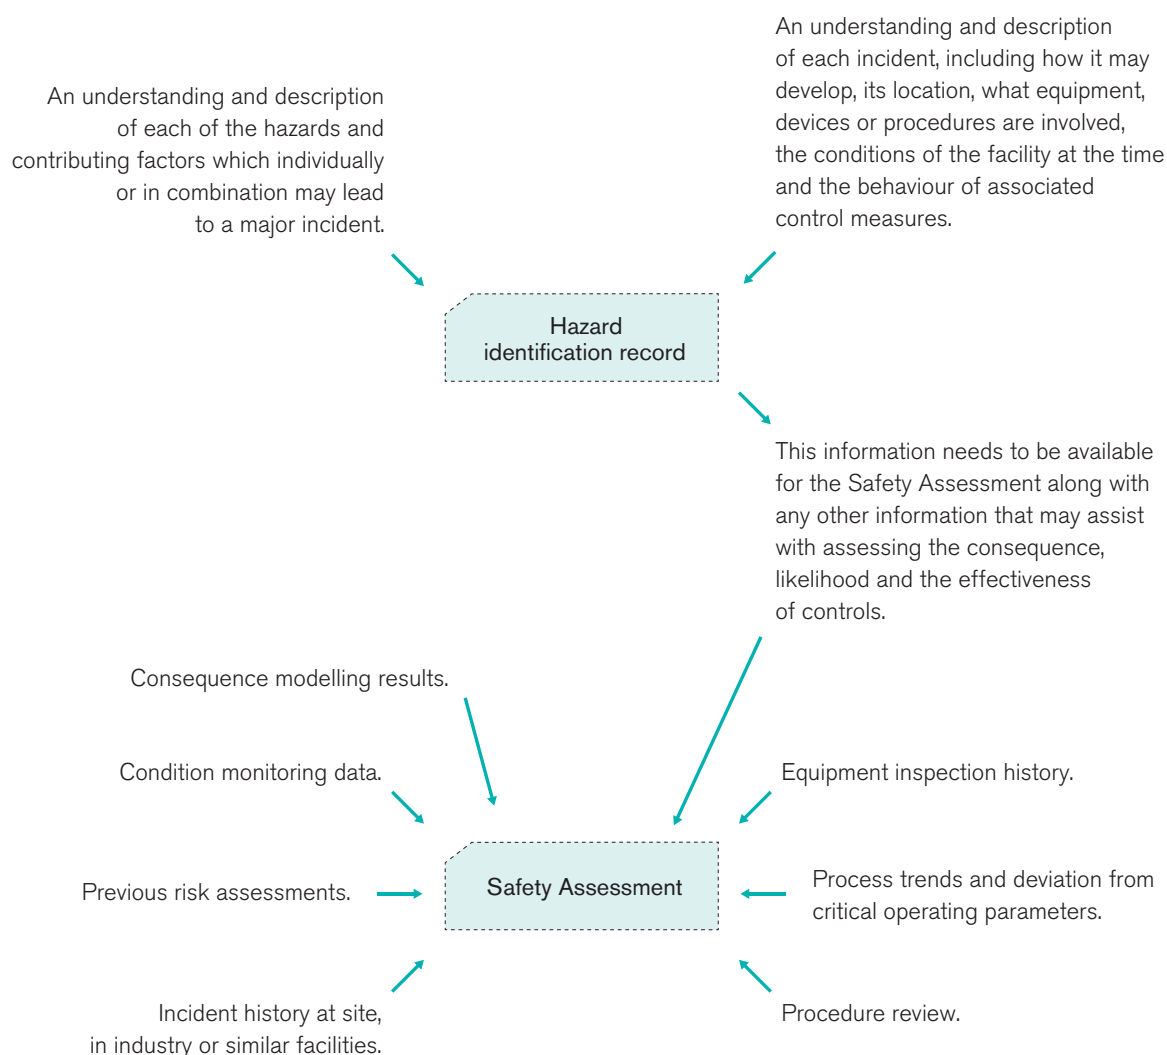 An understanding and description
of each of the hazards and
contributing factors which individually
or in combination may lead
to a major incident.
An understanding and description
of each incident, including how it may
develop, its location, what equipment,
devices or procedures are involved,
the conditions of the facility at the time
and the behaviour of associated
control measures.
Hazard
identification record
This information needs to be available
for the Safety Assessment along with
any other information that may assist
with assessing the consequence,
likelihood and the effectiveness
of controls.
Consequence modelling results.
Condition monitoring data.
Equipment inspection history.
Previous risk assessments.
Safety Assessment
Process trends and deviation from
critical operating parameters.
Incident history at site,
in industry or similar facilities.
Procedure review.